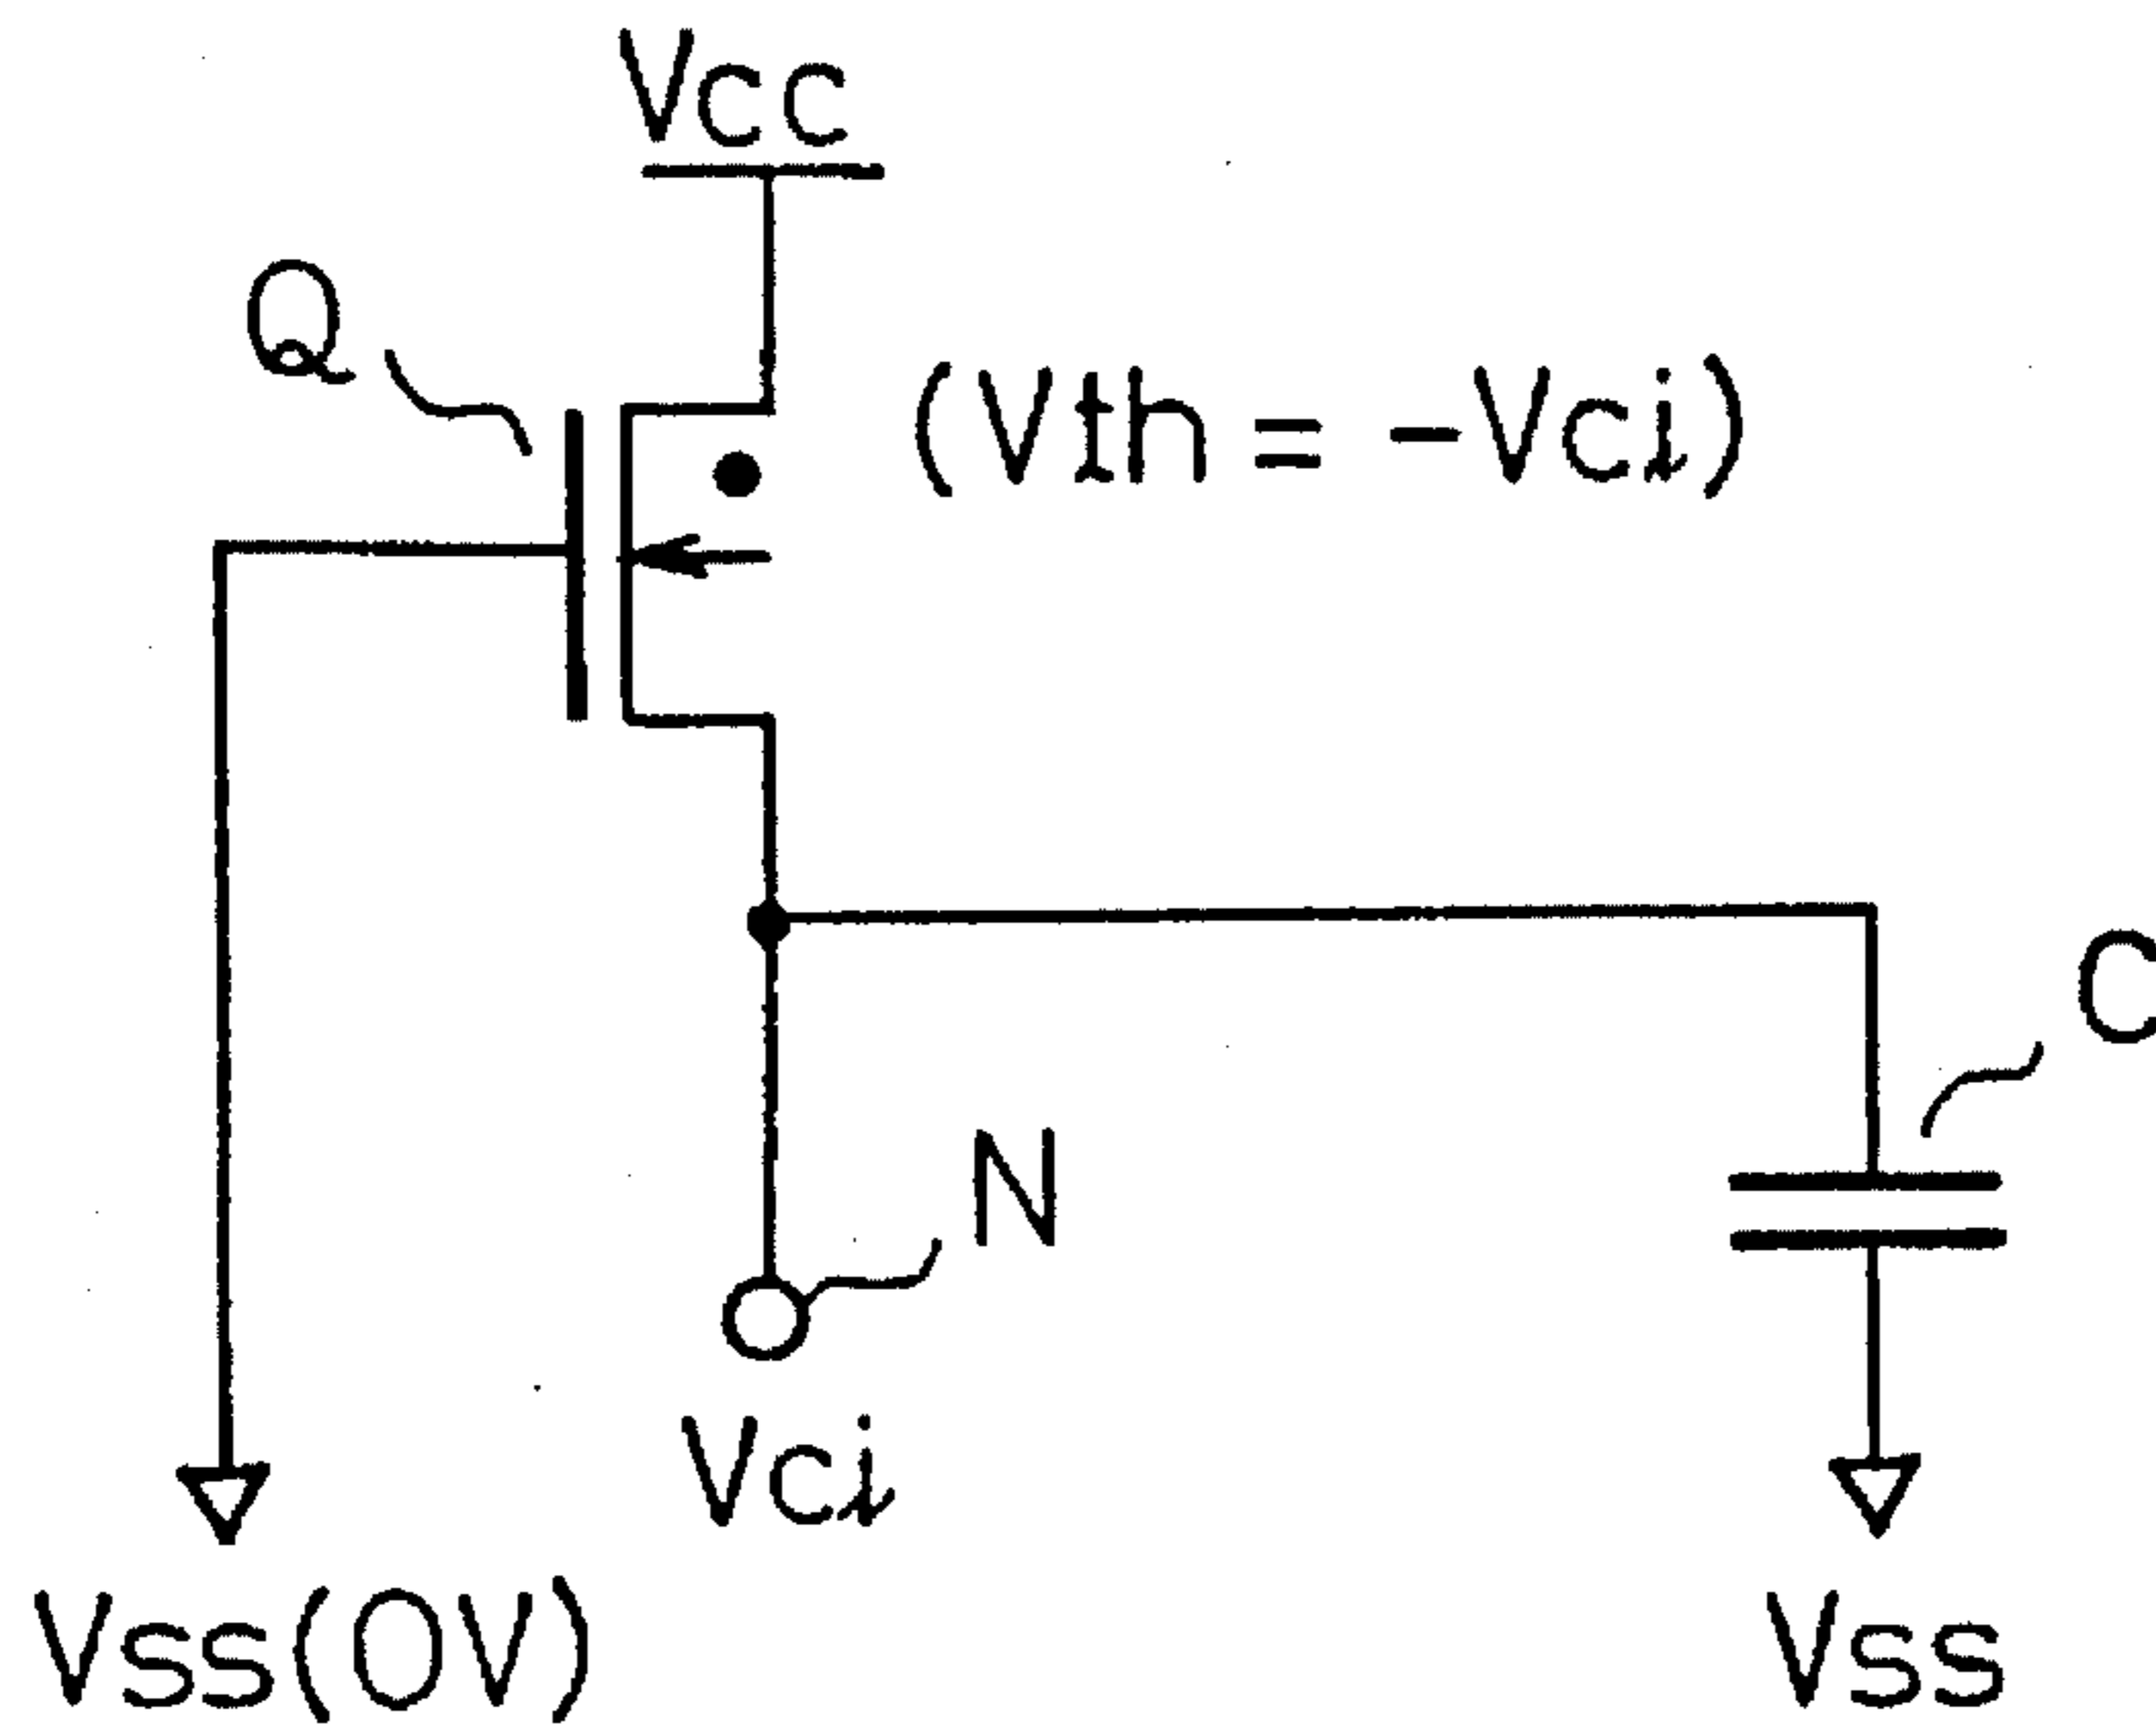 Vcc
Q
(Vth = -Vci)
C
N
Vci
Vss(0V)
Vss